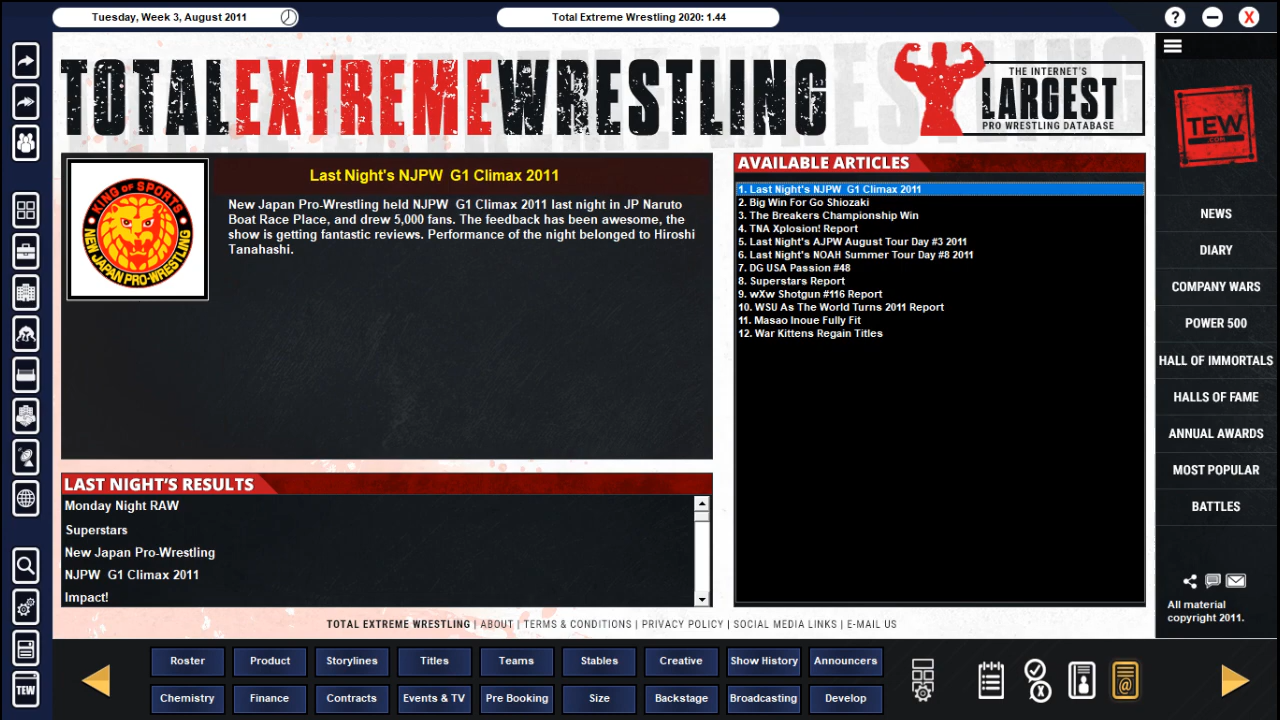 Tuesday, Week 3, August 2011
Total Extreme Wrestling 2020: 1.44
?
X
TOTALEXTREMEWRESTLING
THE INTERNET'S
LARGEST
PRO WRESTLING DATABASE
TEW
.COM
KING OF SPORTS
NEW JAPAN PRO-WRESTLING
Last Night's NJPW G1 Climax 2011
New Japan Pro-Wrestling held NJPW G1 Climax 2011 last night in JP Naruto
Boat Race Place, and drew 5,000 fans. The feedback has been awesome, the
show is getting fantastic reviews. Performance of the night belonged to Hiroshi
Tanahashi.
AVAILABLE ARTICLES
1. Last Night's NJPW G1 Climax 2011
2. Big Win For Go Shiozaki
3. The Breakers Championship Win
4. TNA Xplosion! Report
5. Last Night's AJPW August Tour Day #3 2011
6. Last Night's NOAH Summer Tour Day #8 2011
7. DG USA Passion #48
8. Superstars Report
9. wXw Shotgun #116 Report
10. WSU As The World Turns 2011 Report
11. Masao Inoue Fully Fit
12. War Kittens Regain Titles
NEWS
DIARY
COMPANY WARS
POWER 500
HALL OF IMMORTALS
HALLS OF FAME
ANNUAL AWARDS
MOST POPULAR
BATTLES
All material
copyright 2011.
LAST NIGHT'S RESULTS
Monday Night RAW
Superstars
New Japan Pro-Wrestling
NJPW G1 Climax 2011
Impact!
TOTAL EXTREME WRESTLING | ABOUT | TERMS & CONDITIONS | PRIVACY POLICY | SOCIAL MEDIA LINKS | E-MAIL US
TEW
Roster
Product
Storylines
Titles
Teams
Stables
Creative
Show History
Announcers
Chemistry
Finance
Contracts
Events & TV
Pre Booking
Size
Backstage
Broadcasting
Develop